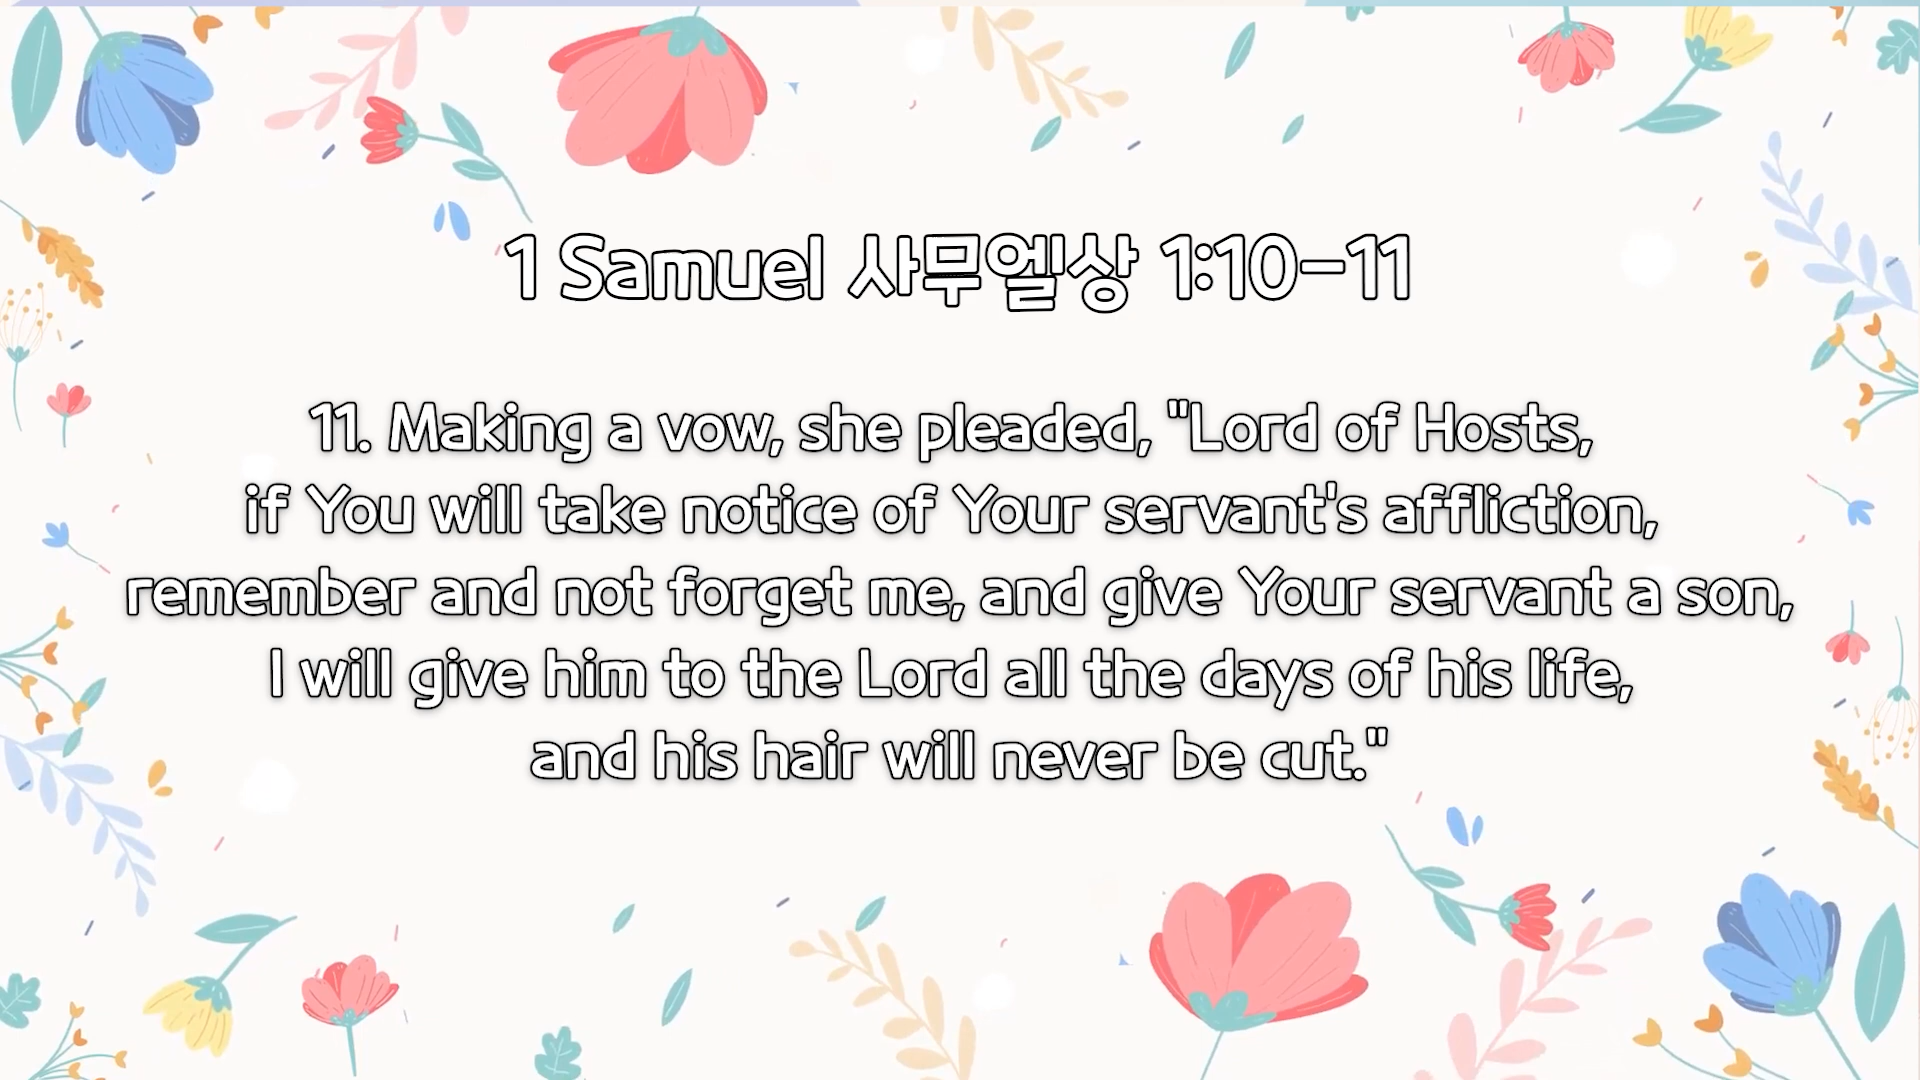 1 Samuel 사무엘상 1:10-11
11. Making a vow, she pleaded, "Lord of Hosts,
if You will take notice of Your servant's affliction,
remember and not forget me, and give Your servant a son,
I will give him to the Lord all the days of his life,
and his hair will never be cut."